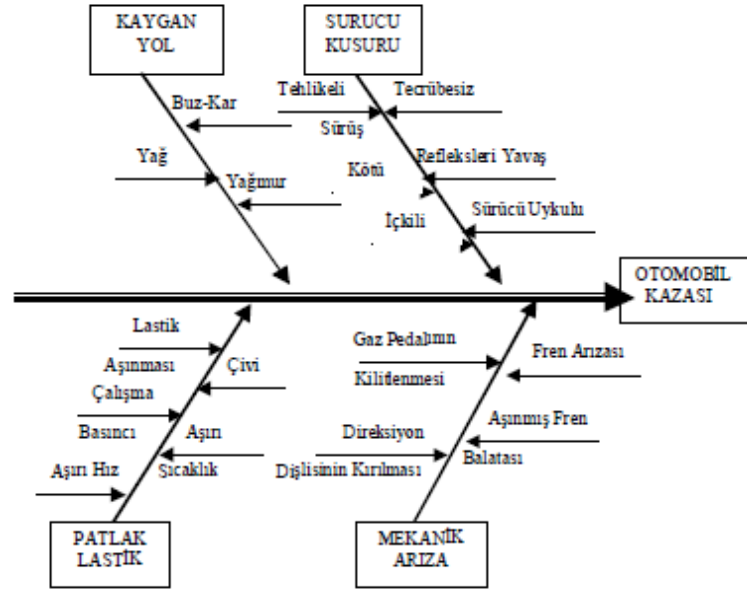 KAYGAN
YOL
SURUCU
KUSURU
Buz-Kar
Yağ
Yağmur
Tehlikeli
Sürüş
Tecrübesiz
Kötü
Refleksleri Yavaş
İçkili
Sürücü Uykulu
OTOMOBİL
KAZASI
Lastik
Aşınması
Çivi
Çalışma
Basıncı
Aşırı
Sıcaklık
Aşırı Hız
PATLAK
LASTİK
Gaz Pedalının
Kilitlenmesi
Fren Arızası
Direksiyon
Dişlisinin Kırılması
Aşınmış Fren
Balatası
MEKANİK
ARIZA